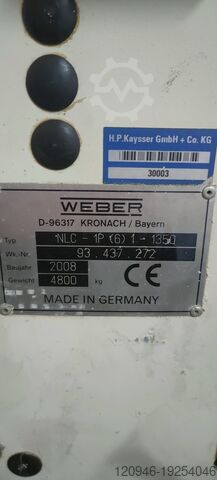 H.P.Kaysser GmbH + Co. KG
30003
WEBER
D-96317 KRONACH / Bayern
Typ NLC - 1P (6) 1 - 1350
Wk.-Nr. 93.437.272
Baujahr 2008
Gewicht 4800 kg CE
MADE IN GERMANY
120946-19254046